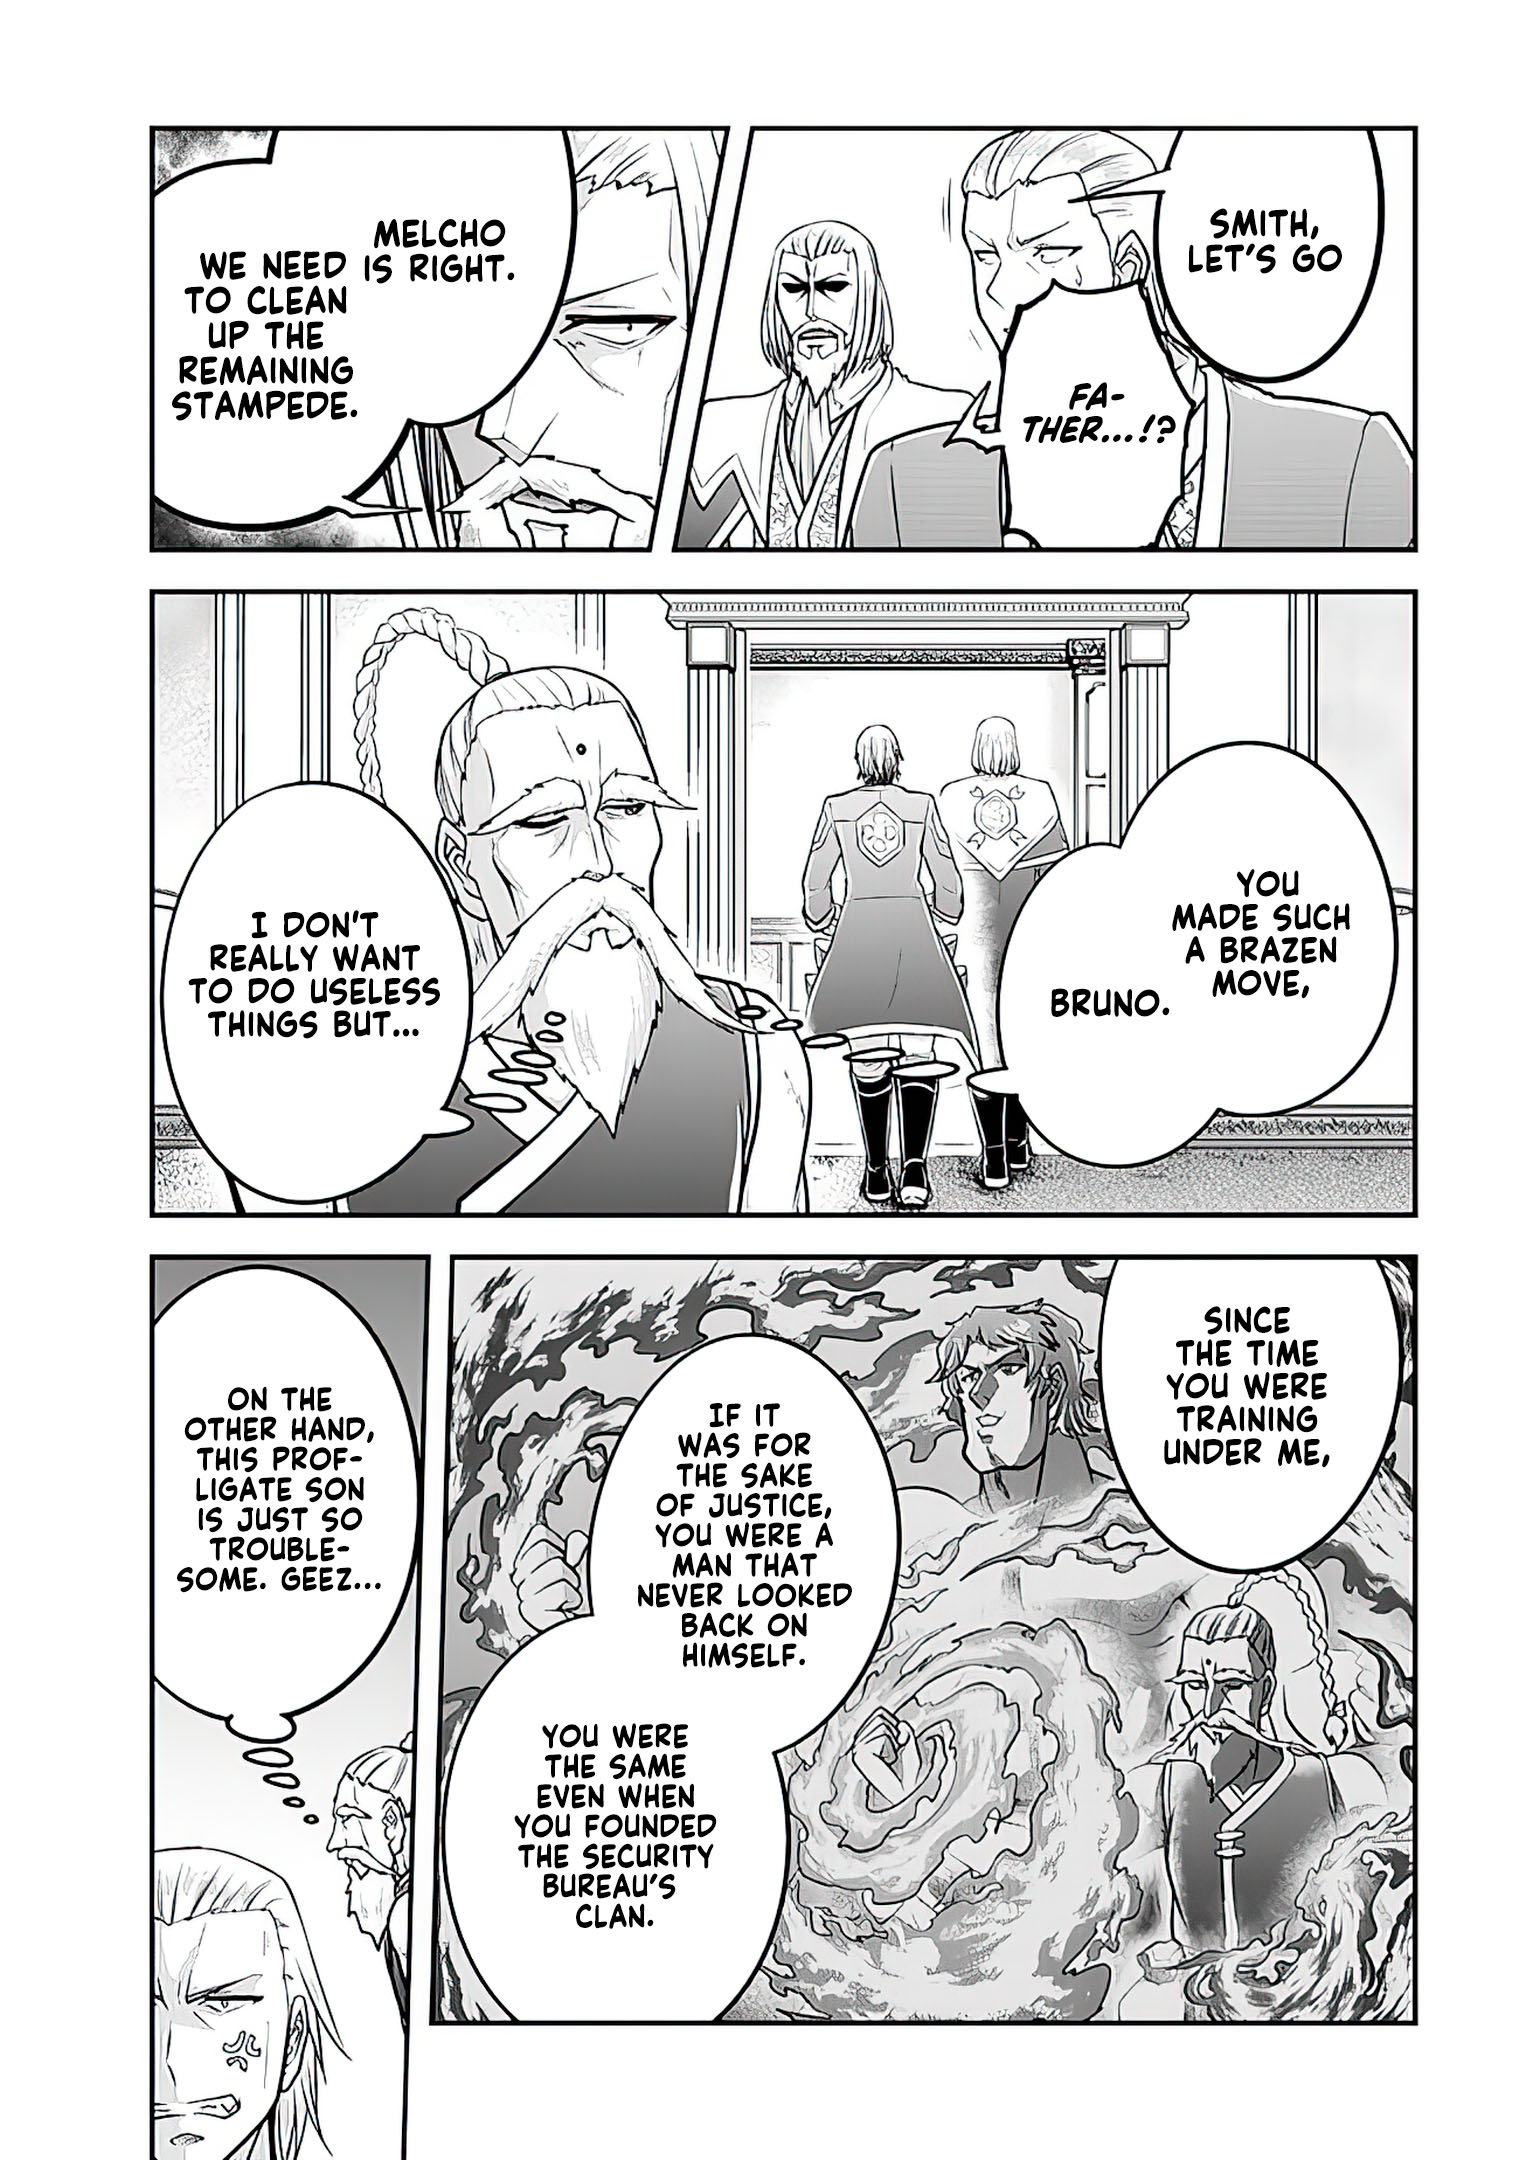 SMITH,
LET'S GO
FA-
THER...!?
MELCHO
IS RIGHT.
WE NEED
TO CLEAN
UP THE
REMAINING
STAMPEDE.
YOU
MADE SUCH
A BRAZEN
MOVE,
BRUNO.
I DON'T
REALLY WANT
TO DO USELESS
THINGS BUT...
SINCE
THE TIME
YOU WERE
TRAINING
UNDER ME,
IF IT
WAS FOR
THE SAKE
OF JUSTICE,
YOU WERE A
MAN THAT
NEVER LOOKED
BACK ON
HIMSELF.
YOU WERE
THE SAME
EVEN WHEN
YOU FOUNDED
THE SECURITY
BUREAU'S
CLAN.
ON THE
OTHER HAND,
THIS PROF-
LIGATE SON
IS JUST SO
TROUBLE-
SOME. GEEZ...